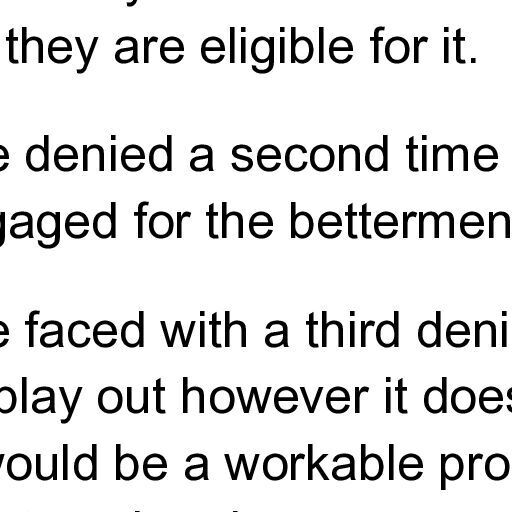 they are eligible for it.
e denied a second time
gaged for the bettermen
e faced with a third deni
play out however it does
would be a workable pro